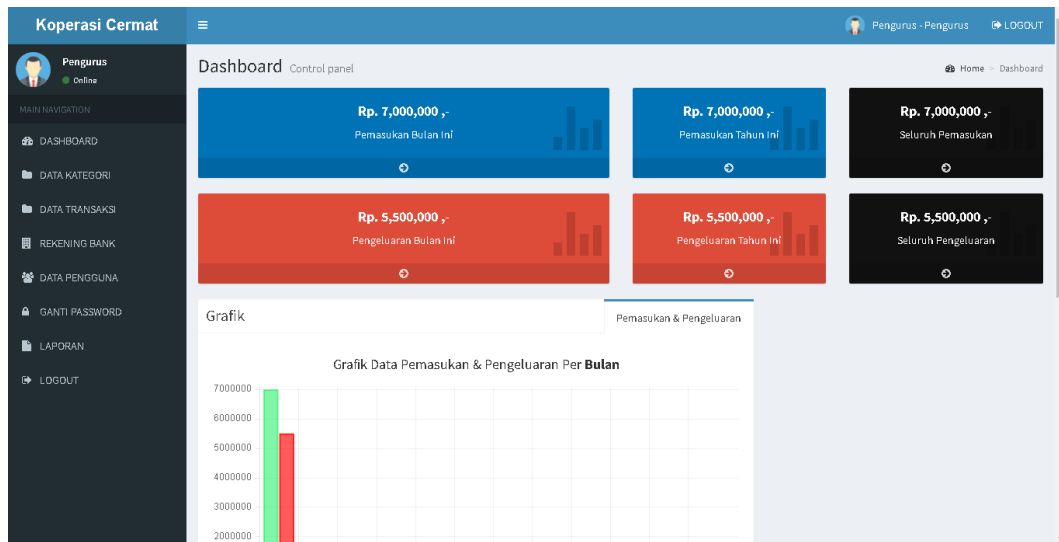 Koperasi Cermat
Pengurus - Pengurus
LOGOUT
Pengurus
Online
MAIN NAVIGATION
DASHBOARD
DATA KATEGORI
DATA TRANSAKSI
REKENING BANK
DATA PENGGUNA
GANTI PASSWORD
LAPORAN
LOGOUT
Dashboard Control panel
Home > Dashboard
Rp. 7,000,000 ,-
Pemasukan Bulan Ini
Rp. 7,000,000 ,-
Pemasukan Tahun Ini
Rp. 7,000,000 ,-
Seluruh Pemasukan
Rp. 5,500,000 ,-
Pengeluaran Bulan Ini
Rp. 5,500,000 ,-
Pengeluaran Tahun Ini
Rp. 5,500,000 ,-
Seluruh Pengeluaran
Grafik
Pemasukan & Pengeluaran
Grafik Data Pemasukan & Pengeluaran Per Bulan
7000000
6000000
5000000
4000000
3000000
2000000